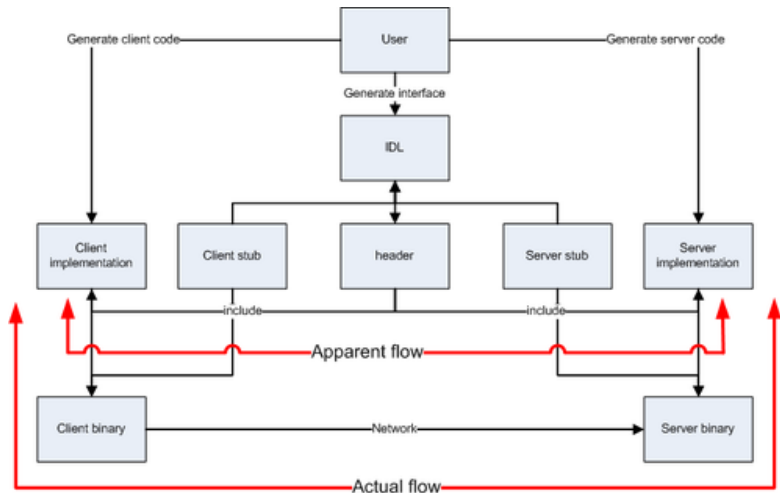 Generate client code
User
Generate server code
Generate interface
IDL
Client
implementation
Client stub
header
Server stub
Server
implementation
include
include
Apparent flow
Client binary
Network
Server binary
Actual flow